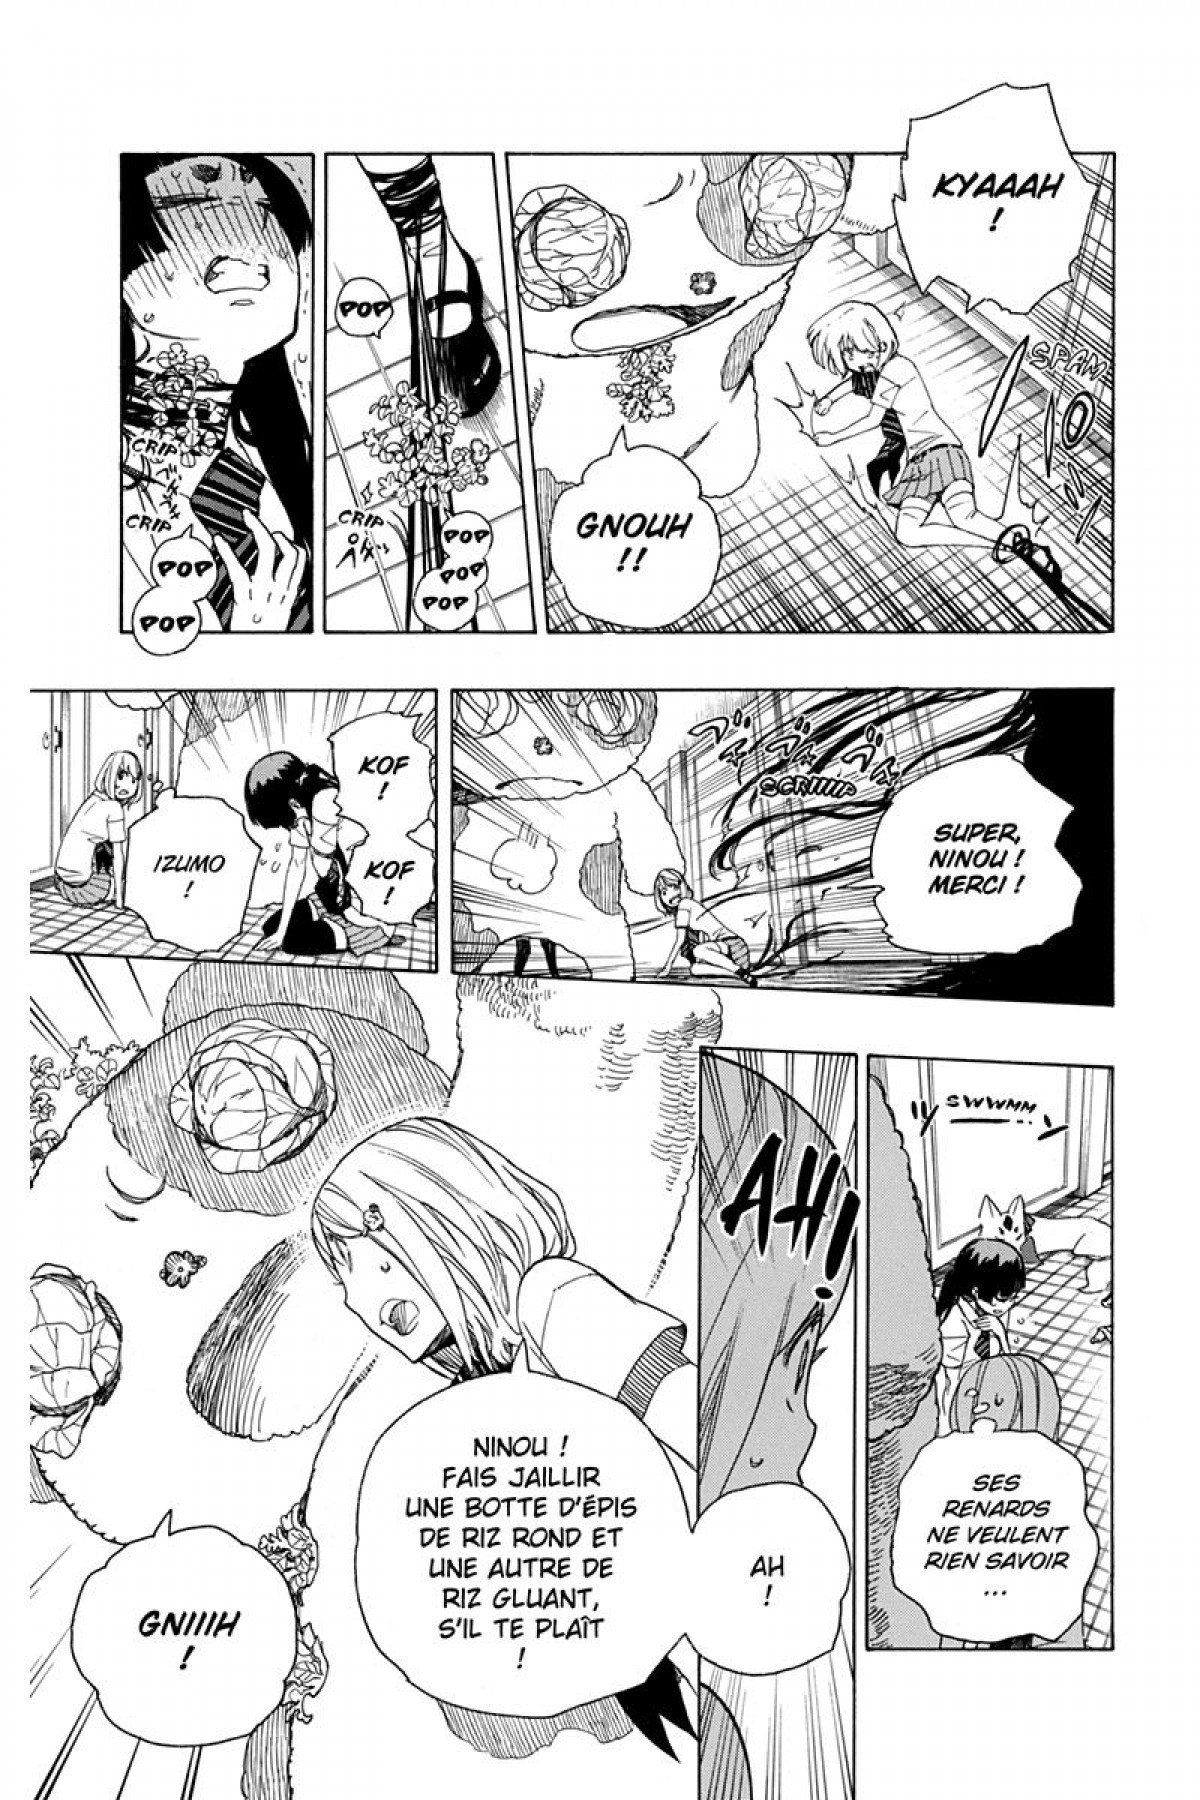 KYAAAH
!
SPAM
GNOUH
!!
POP
CRIP
POP
POP
POP
POP
CRIP
CRIP
POP
POP
SCRIIIIP
SUPER,
NINOU !
MERCI !
KOF
!
KOF
!
IZUMO
!
SWWMM
SES
RENARDS
NE VEULENT
RIEN SAVOIR
...
AH!
AH
!
NINOU !
FAIS JAILLIR
UNE BOTTE D'ÉPIS
DE RIZ ROND ET
UNE AUTRE DE
RIZ GLUANT,
S'IL TE PLAÎT
!
GNIIIH
!